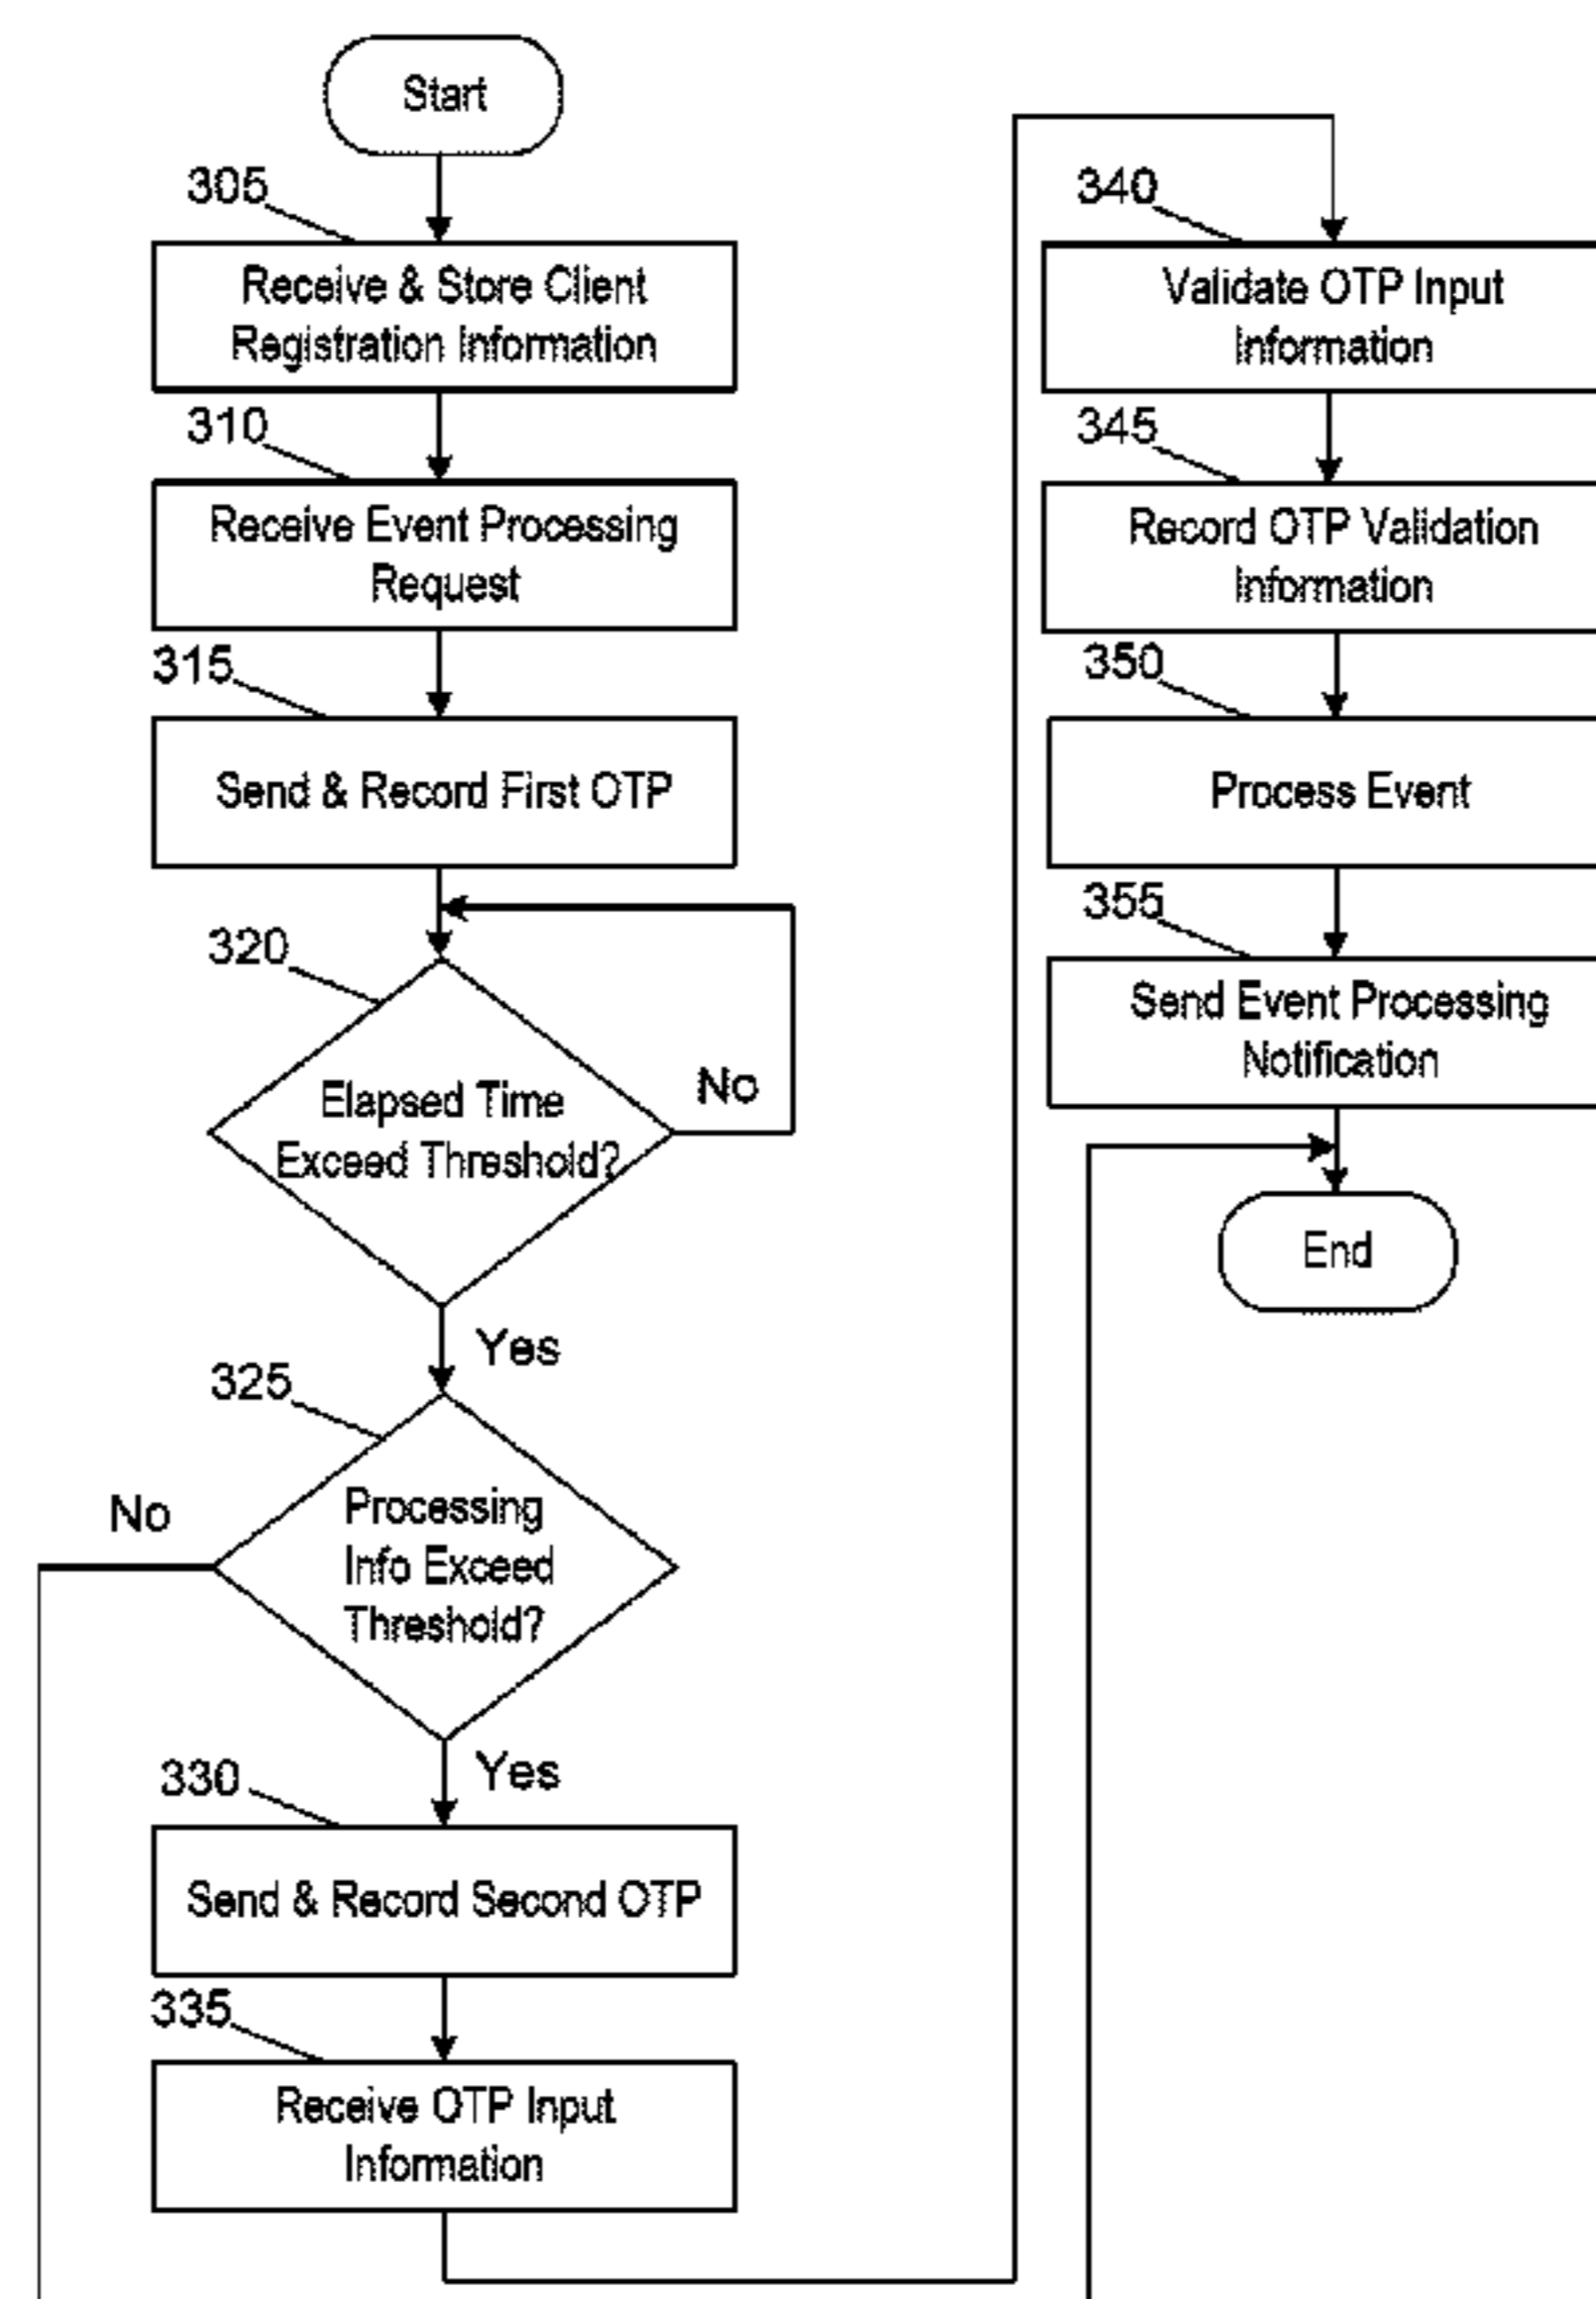 Start
305
Receive & Store Client
Registration Information
310
Receive Event Processing
Request
315
Send & Record First OTP
320
Elapsed Time
Exceed Threshold?
No
Yes
325
Processing
Info Exceed
Threshold?
No
Yes
330
Send & Record Second OTP
335
Receive OTP Input
Information
340
Validate OTP Input
Information
345
Record OTP Validation
Information
350
Process Event
355
Send Event Processing
Notification
End